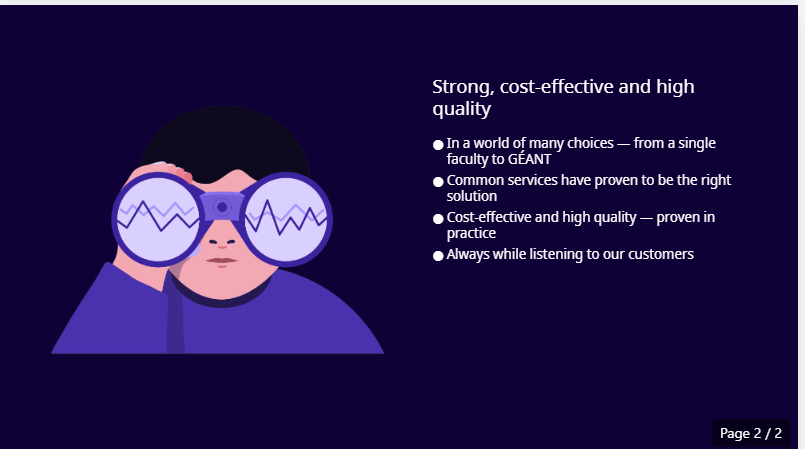 Strong, cost-effective and high
quality
● In a world of many choices — from a single
faculty to GÉANT
● Common services have proven to be the right
solution
● Cost-effective and high quality — proven in
practice
● Always while listening to our customers
Page 2 / 2